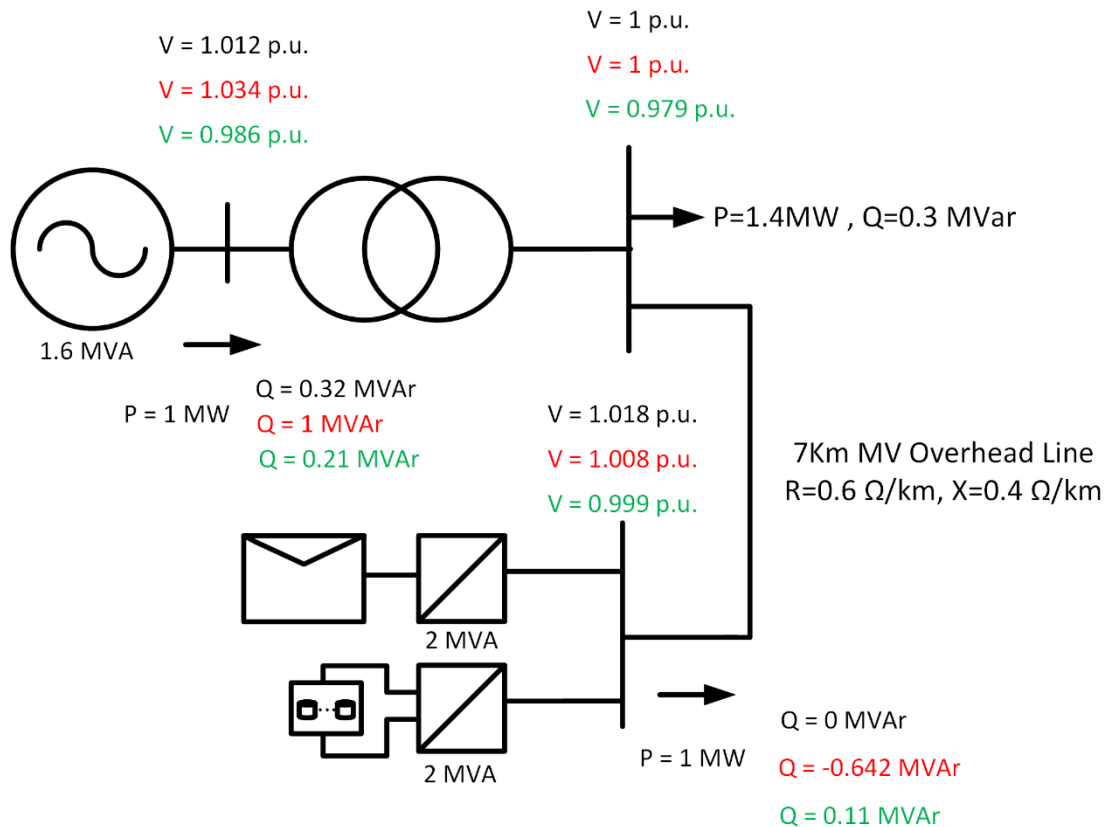 V = 1.012 p.u.
V = 1.034 p.u.
V = 0.986 p.u.
V = 1 p.u.
V = 1 p.u.
V = 0.979 p.u.
P=1.4MW , Q=0.3 MVar
1.6 MVA
P = 1 MW
Q = 0.32 MVAr
Q = 1 MVAr
Q = 0.21 MVAr
V = 1.018 p.u.
V = 1.008 p.u.
V = 0.999 p.u.
7Km MV Overhead Line
R=0.6 Ω/km, X=0.4 Ω/km
2 MVA
2 MVA
P = 1 MW
Q = 0 MVAr
Q = -0.642 MVAr
Q = 0.11 MVAr